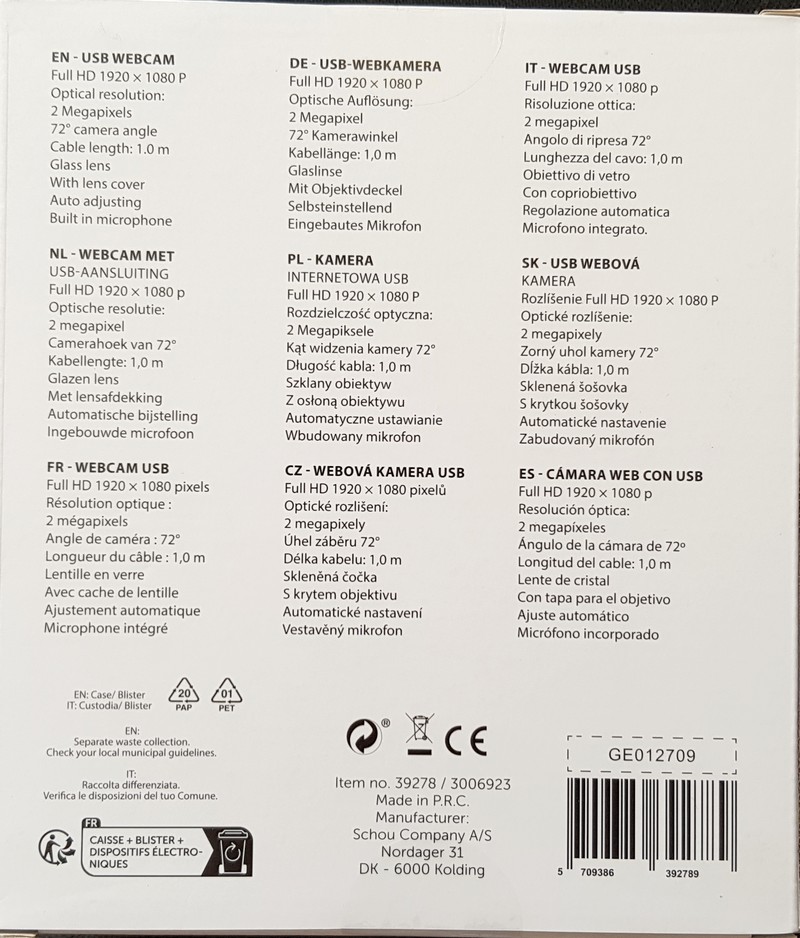 EN - USB WEBCAM
Full HD 1920 × 1080 P
Optical resolution:
2 Megapixels
72° camera angle
Cable length: 1.0 m
Glass lens
With lens cover
Auto adjusting
Built in microphone
DE - USB-WEBKAMERA
Full HD 1920 × 1080 P
Optische Auflösung:
2 Megapixel
72° Kamerawinkel
Kabellänge: 1,0 m
Glaslinse
Mit Objektivdeckel
Selbsteinstellend
Eingebautes Mikrofon
IT - WEBCAM USB
Full HD 1920 × 1080 p
Risoluzione ottica:
2 megapixel
Angolo di ripresa 72°
Lunghezza del cavo: 1,0 m
Obiettivo di vetro
Con copriobiettivo
Regolazione automatica
Microfono integrato.
NL - WEBCAM MET
USB-AANSLUITING
Full HD 1920 × 1080 p
Optische resolutie:
2 megapixel
Camerahoek van 72°
Kabellengte: 1,0 m
Glazen lens
Met lensafdekking
Automatische bijstelling
Ingebouwde microfoon
PL - KAMERA
INTERNETOWA USB
Full HD 1920 × 1080 P
Rozdzielczość optyczna:
2 Megapiksele
Kąt widzenia kamery 72°
Długość kabla: 1,0 m
Szklany obiektyw
Z osłoną obiektywu
Automatyczne ustawianie
Wbudowany mikrofon
SK - USB WEBOVÁ
KAMERA
Rozlíšenie Full HD 1920 × 1080 P
Optické rozlíšenie:
2 megapixely
Zorný uhol kamery 72°
Dĺžka kábla: 1,0 m
Sklenená šošovka
S krytkou šošovky
Automatické nastavenie
Zabudovaný mikrofón
FR - WEBCAM USB
Full HD 1920 × 1080 pixels
Résolution optique :
2 mégapixels
Angle de caméra : 72°
Longueur du câble : 1,0 m
Lentille en verre
Avec cache de lentille
Ajustement automatique
Microphone intégré
CZ - WEBOVÁ KAMERA USB
Full HD 1920 × 1080 pixelů
Optické rozlišení:
2 megapixely
Úhel záběru 72°
Délka kabelu: 1,0 m
Skleněná čočka
S krytem objektivu
Automatické nastavení
Vestavěný mikrofon
ES - CÁMARA WEB CON USB
Full HD 1920 × 1080 p
Resolución óptica:
2 megapíxeles
Ángulo de la cámara de 72º
Longitud del cable: 1,0 m
Lente de cristal
Con tapa para el objetivo
Ajuste automático
Micrófono incorporado
EN: Case/ Blister
IT: Custodia/ Blister
20
PAP
01
PET
EN:
Separate waste collection.
Check your local municipal guidelines.
IT:
Raccolta differenziata.
Verifica le disposizioni del tuo Comune.
FR
CAISSE + BLISTER +
DISPOSITIFS ÉLECTRO-
NIQUES
®
CE
Item no. 39278 / 3006923
Made in P.R.C.
Manufacturer:
Schou Company A/S
Nordager 31
DK - 6000 Kolding
GE012709
5 709386 392789